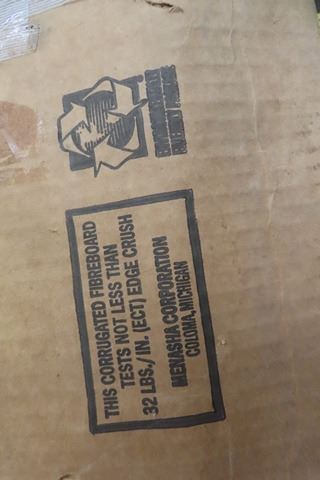 THIS CORRUGATED FIBREBOARD
TESTS NOT LESS THAN
32 LBS./IN. (ECT) EDGE CRUSH
MENASHA CORPORATION
COLOMA, MICHIGAN